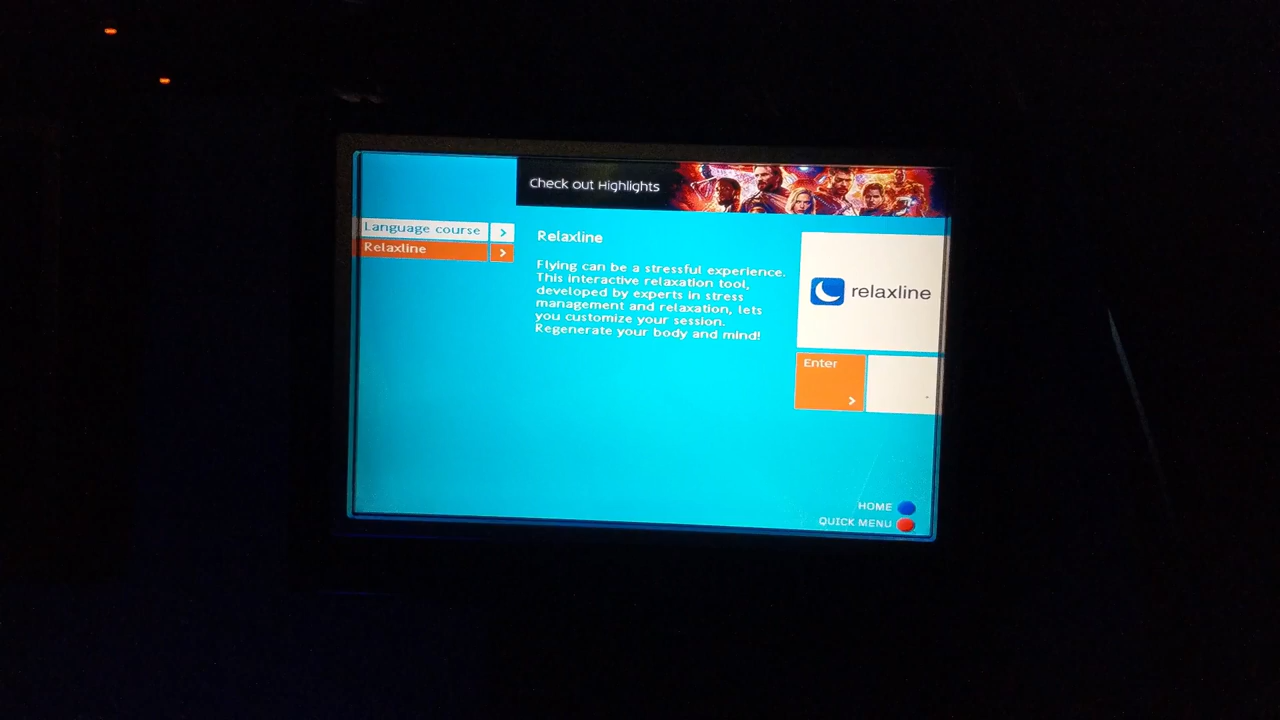 Check out Highlights
Language course
Relaxline
Relaxline
Flying can be a stressful experience.
This interactive relaxation tool,
developed by experts in stress
management and relaxation, lets
you customize your session.
Regenerate your body and mind!
relaxline
Enter
HOME
QUICK MENU